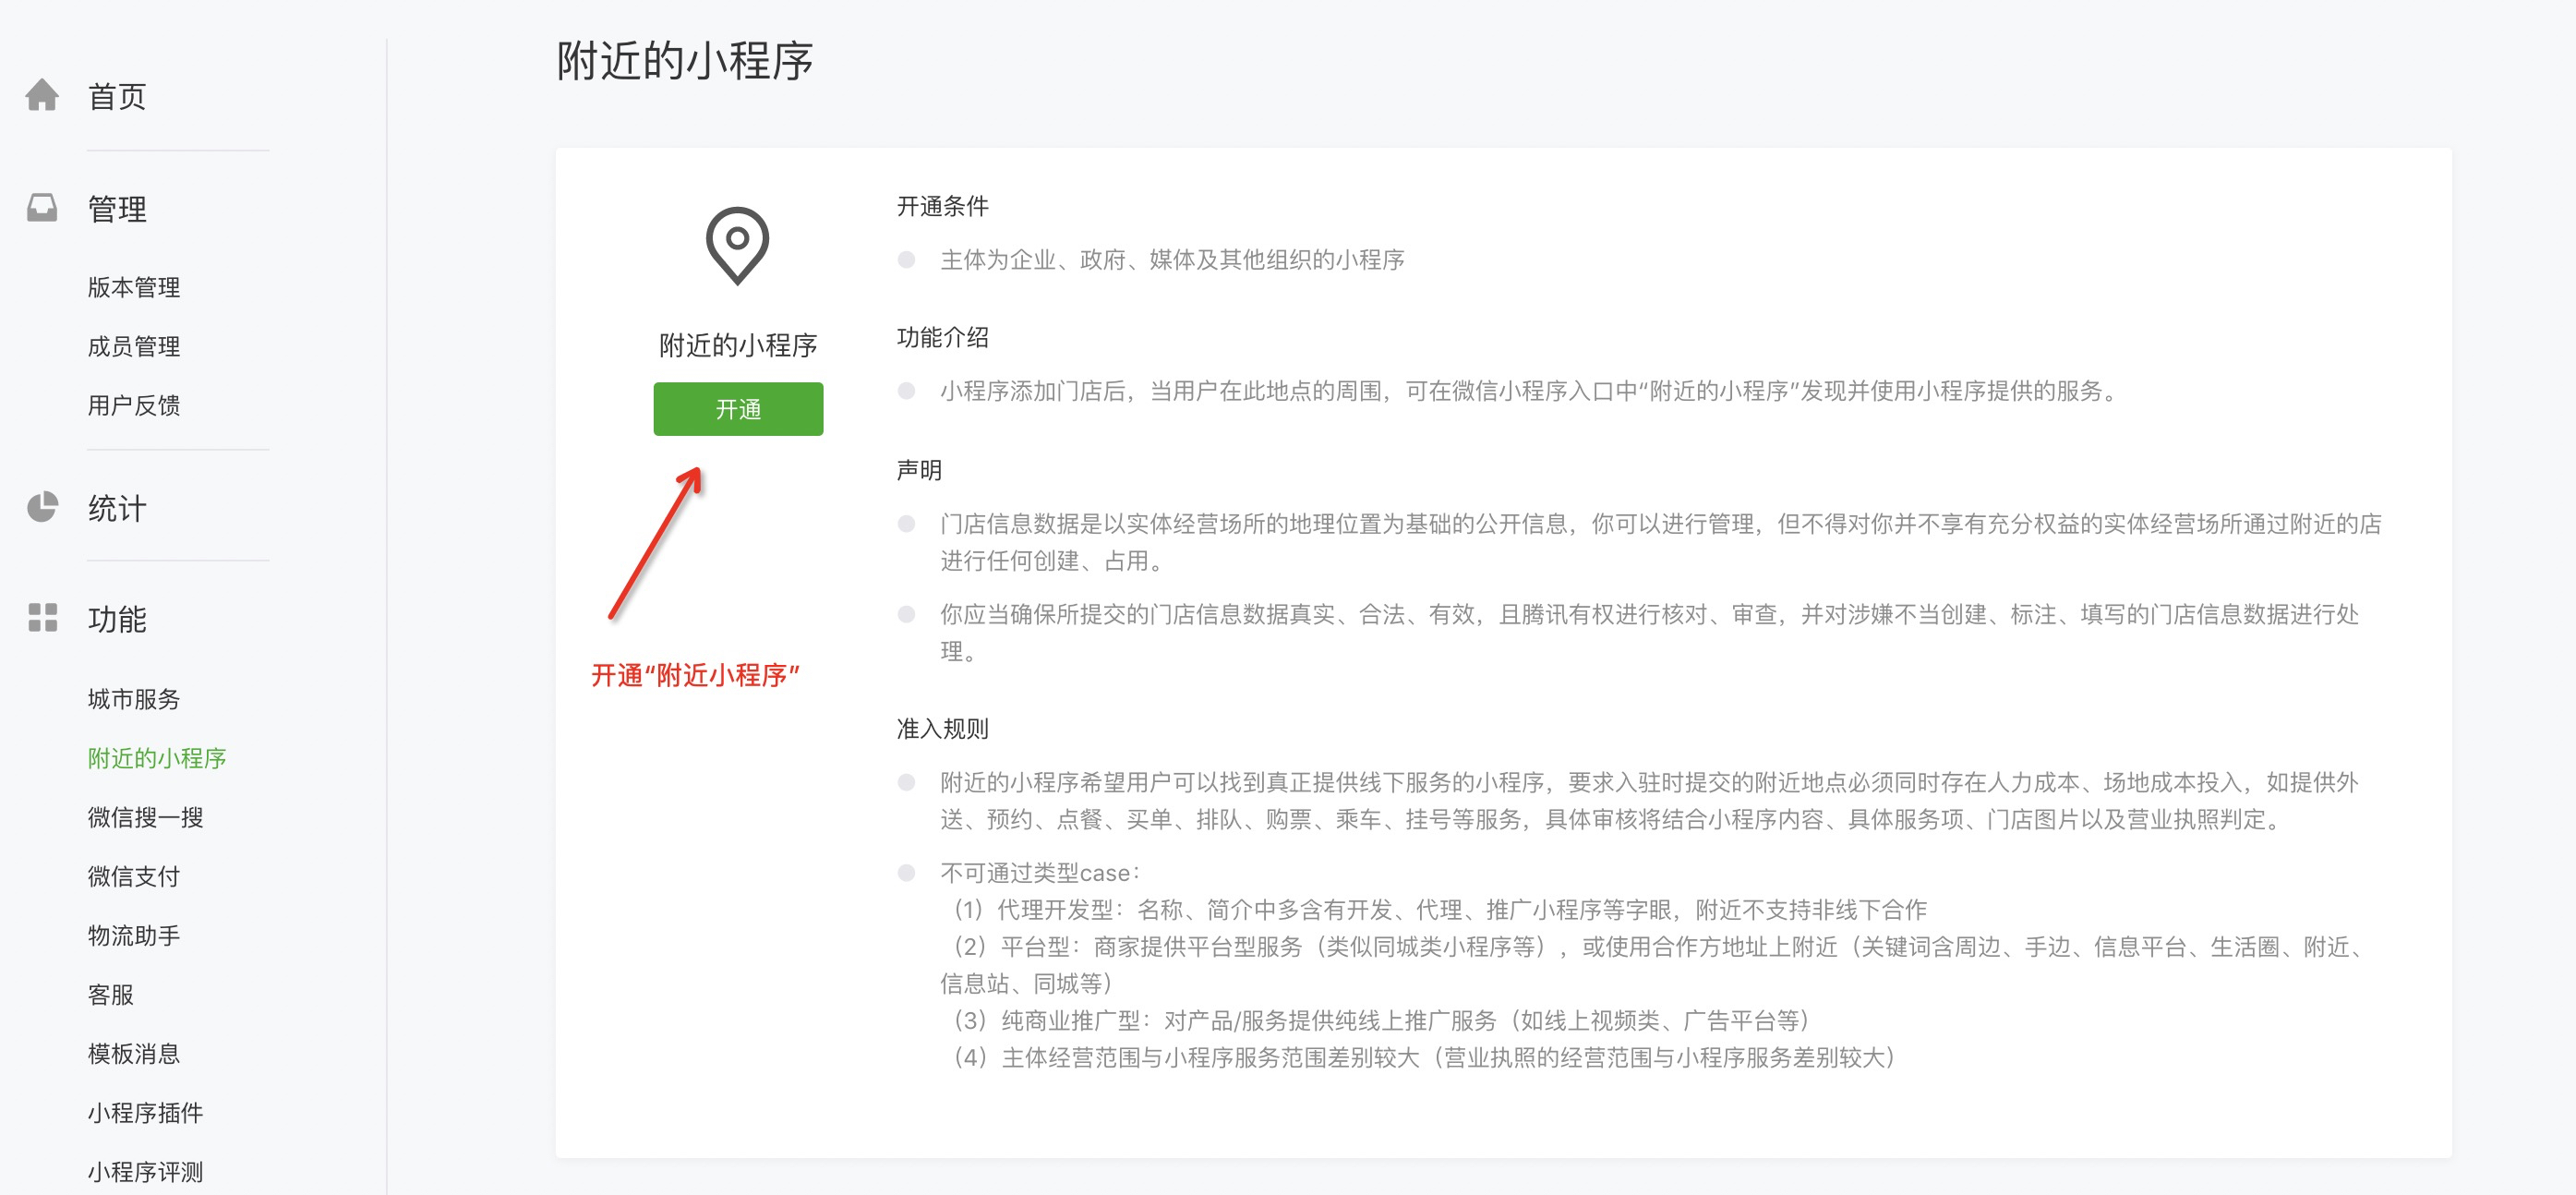 首页
管理
版本管理
成员管理
用户反馈
统计
功能
城市服务
附近的小程序
微信搜一搜
微信支付
物流助手
客服
模板消息
小程序插件
小程序评测
附近的小程序
附近的小程序
开通
开通“附近小程序”
开通条件
主体为企业、政府、媒体及其他组织的小程序
功能介绍
小程序添加门店后，当用户在此地点的周围，可在微信小程序入口中“附近的小程序”发现并使用小程序提供的服务。
声明
门店信息数据是以实体经营场所的地理位置为基础的公开信息，你可以进行管理，但不得对你并不享有充分权益的实体经营场所通过附近的店
进行任何创建、占用。
你应当确保所提交的门店信息数据真实、合法、有效，且腾讯有权进行核对、审查，并对涉嫌不当创建、标注、填写的门店信息数据进行处
理。
准入规则
附近的小程序希望用户可以找到真正提供线下服务的小程序，要求入驻时提交的附近地点必须同时存在人力成本、场地成本投入，如提供外
送、预约、点餐、买单、排队、购票、乘车、挂号等服务，具体审核将结合小程序内容、具体服务项、门店图片以及营业执照判定。
不可通过类型case：
（1）代理开发型：名称、简介中多含有开发、代理、推广小程序等字眼，附近不支持非线下合作
（2）平台型：商家提供平台型服务（类似同城类小程序等），或使用合作方地址上附近（关键词含周边、手边、信息平台、生活圈、附近、
信息站、同城等）
（3）纯商业推广型：对产品/服务提供纯线上推广服务（如线上视频类、广告平台等）
（4）主体经营范围与小程序服务范围差别较大（营业执照的经营范围与小程序服务差别较大）